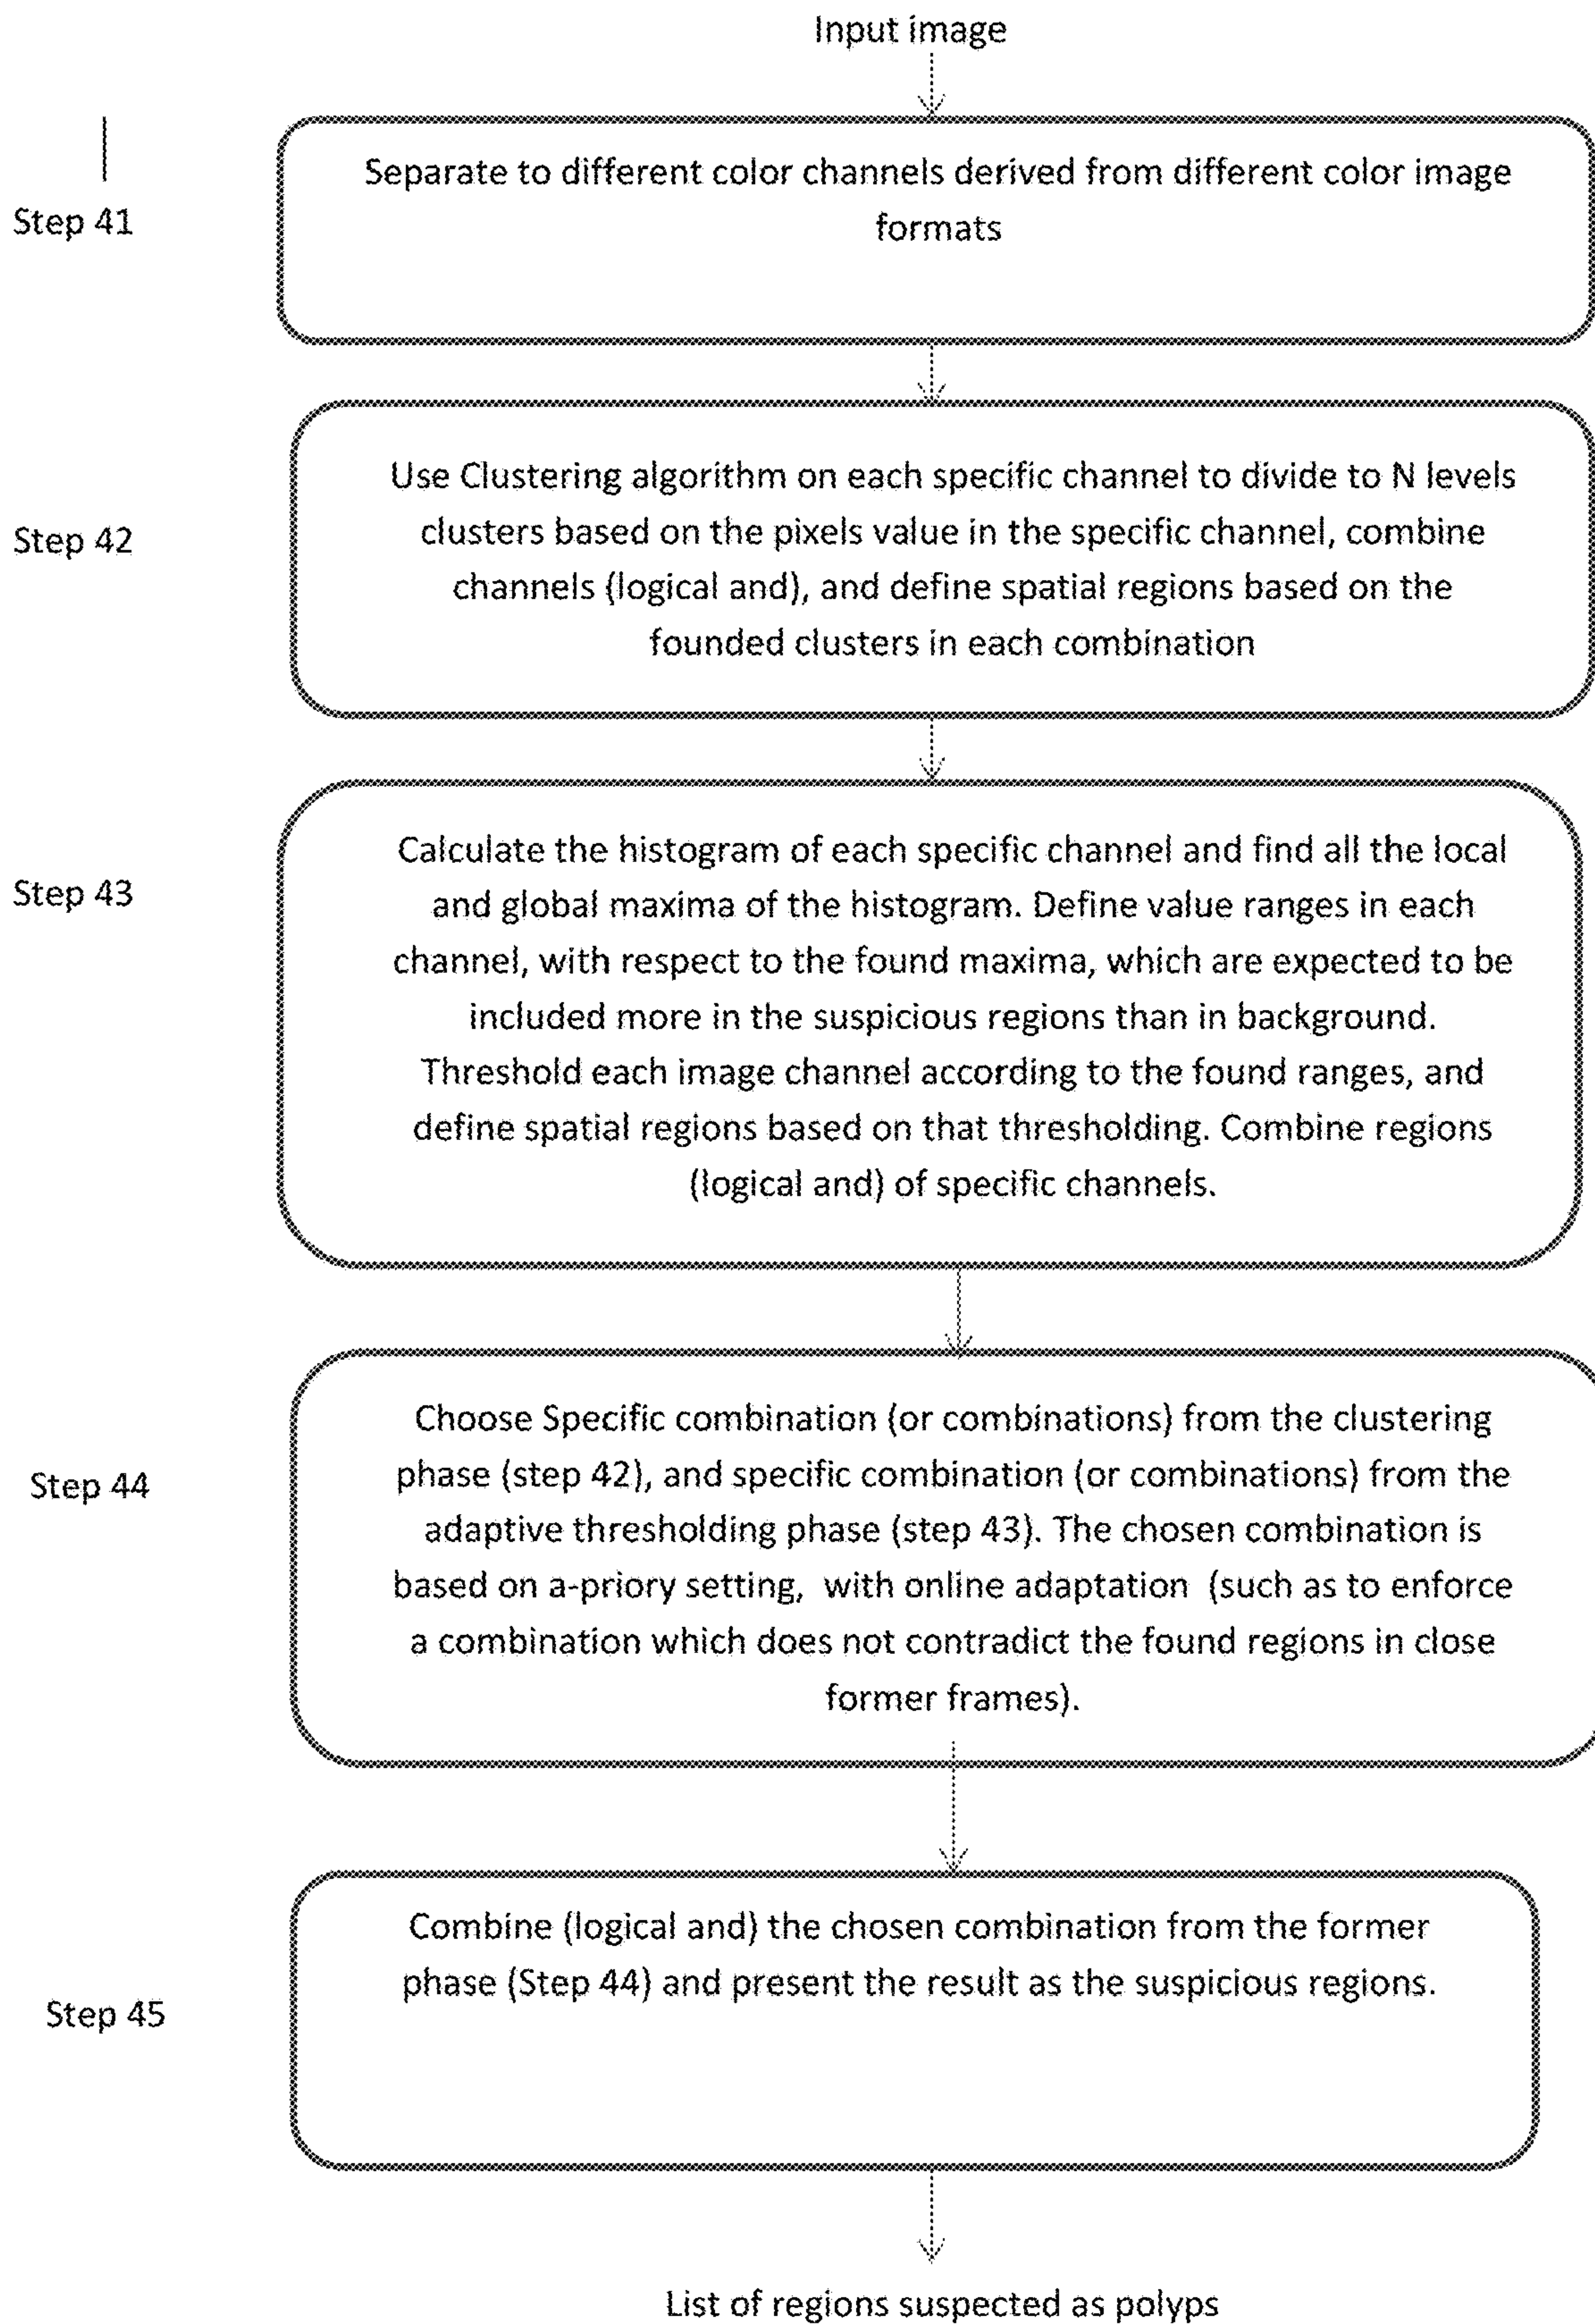 Input image
Step 41
Separate to different color channels derived from different color image
formats
Step 42
Use Clustering algorithm on each specific channel to divide to N levels
clusters based on the pixels value in the specific channel, combine
channels (logical and), and define spatial regions based on the
founded clusters in each combination
Step 43
Calculate the histogram of each specific channel and find all the local
and global maxima of the histogram. Define value ranges in each
channel, with respect to the found maxima, which are expected to be
included more in the suspicious regions than in background.
Threshold each image channel according to the found ranges, and
define spatial regions based on that thresholding. Combine regions
(logical and) of specific channels.
Step 44
Choose Specific combination (or combinations) from the clustering
phase (step 42), and specific combination (or combinations) from the
adaptive thresholding phase (step 43). The chosen combination is
based on a-priory setting, with online adaptation (such as to enforce
a combination which does not contradict the found regions in close
former frames).
Step 45
Combine (logical and) the chosen combination from the former
phase (Step 44) and present the result as the suspicious regions.
List of regions suspected as polyps